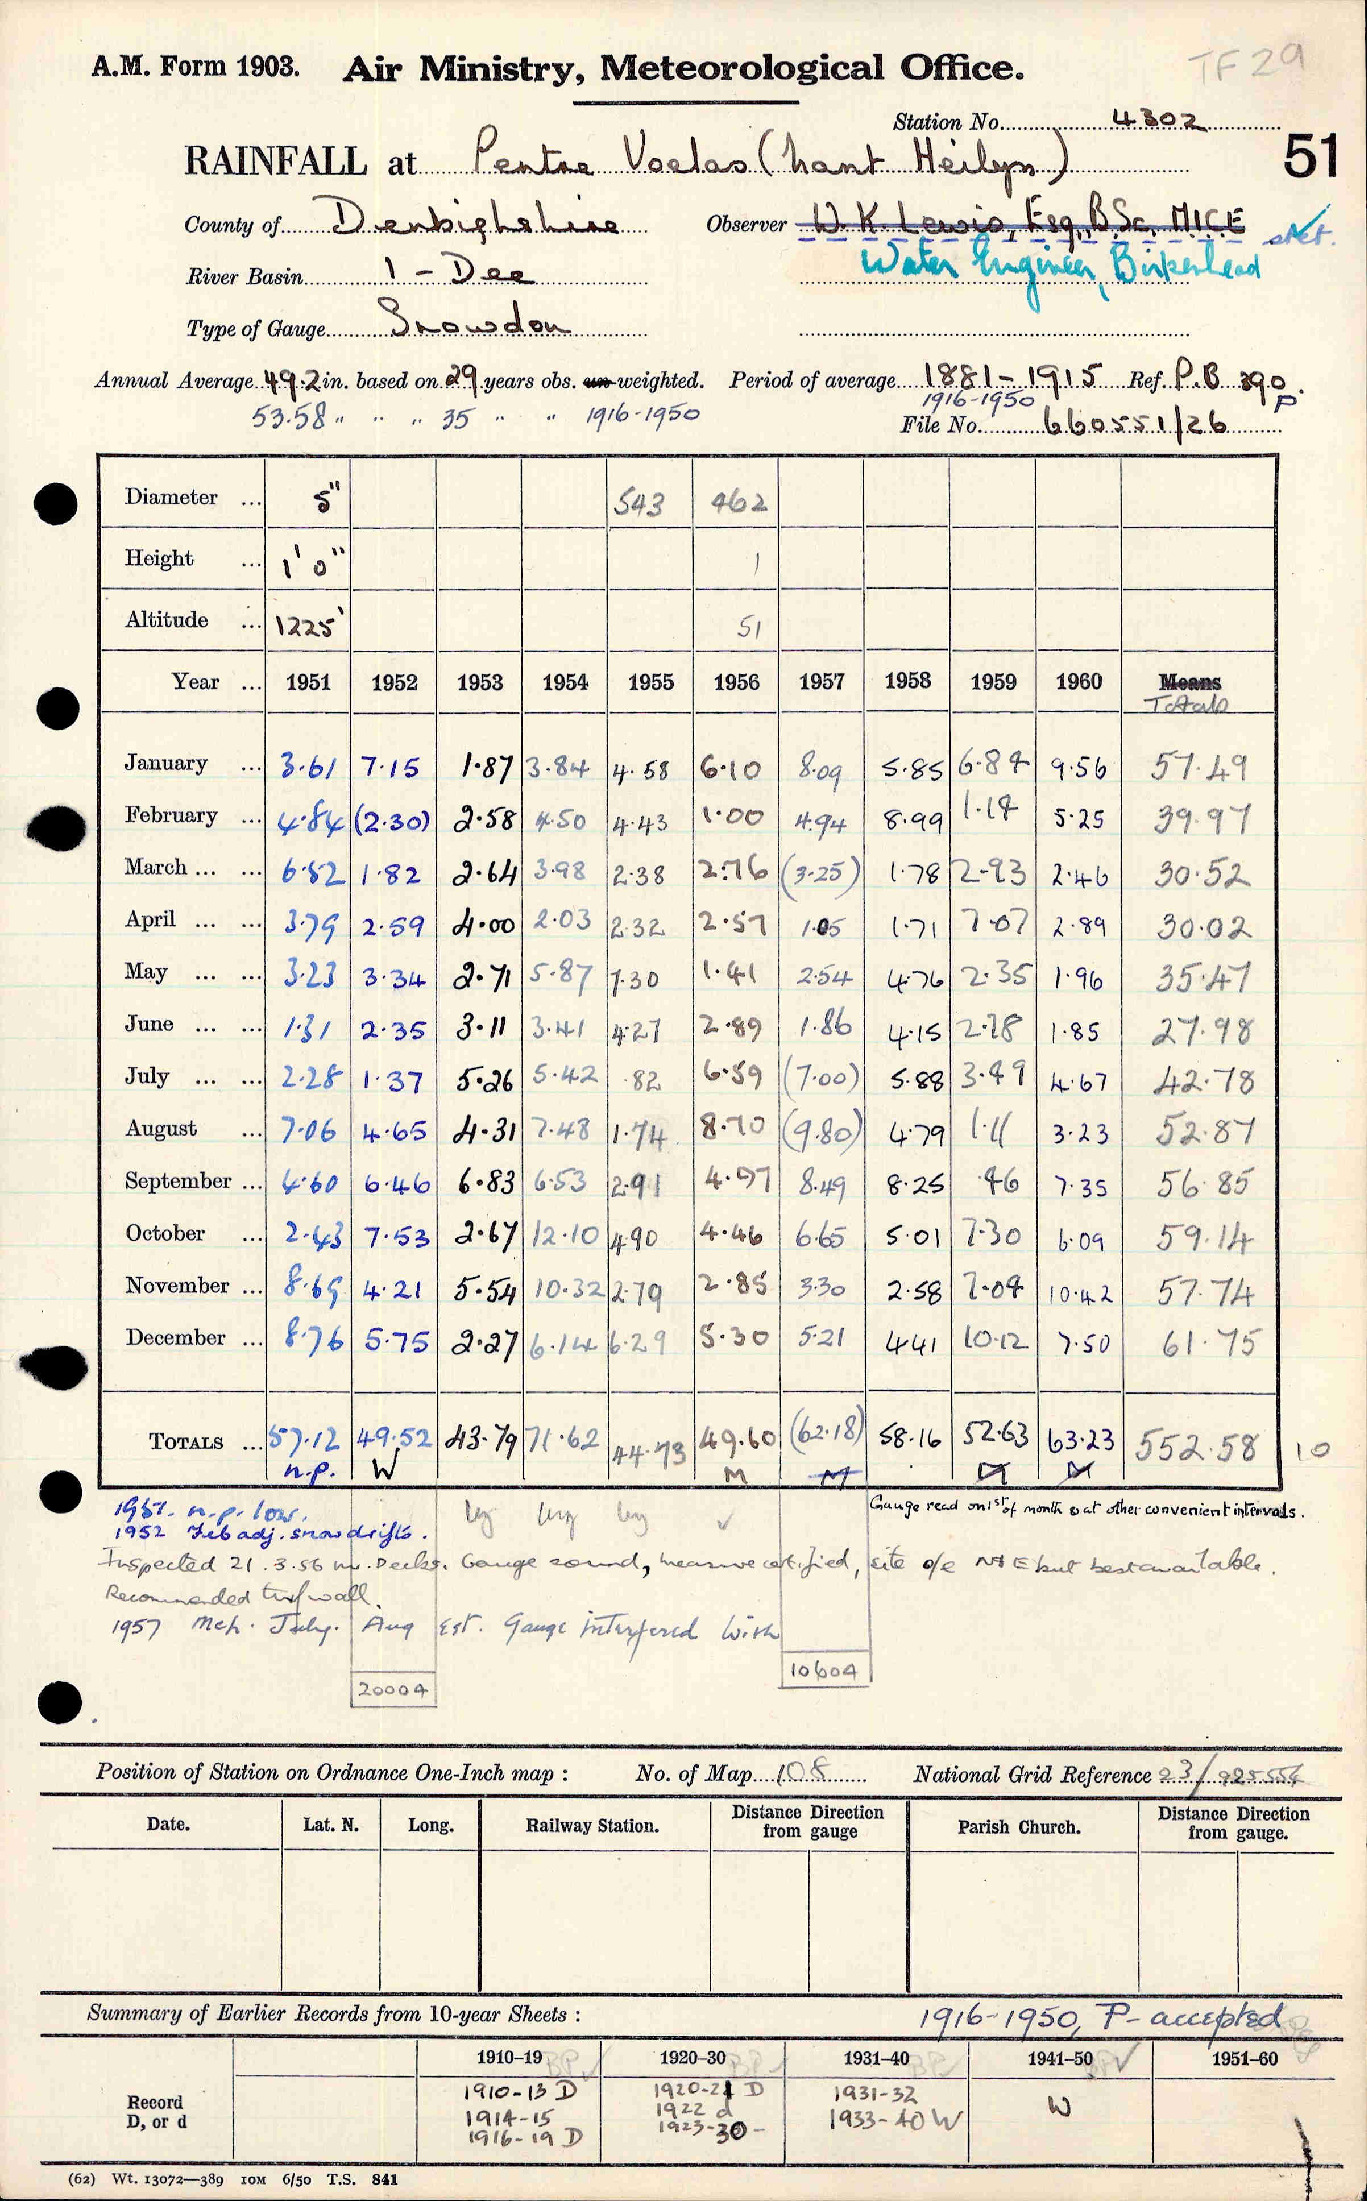 A.M. Form 1903. Air Ministry, Meteorological Office. TF 29
Station No. 4302
RAINFALL at Pentre Voelas (Nant Heilyn) 51
County of Denbighshire Observer W. K. Lewis, Esq., B.Sc, M.I.C.E stet.
River Basin 1 - Dee Water Engineer, Birkenhead
Type of Gauge Snowdon
Annual Average 49.2 in. based on 29 years obs. un-weighted. Period of average 1881-1915 Ref. P.B 390.
53.58 " " " 35 " " 1916-1950 1916-1950 P
File No. 660551/26
Diameter ... 5" 543 462
Height ... 1' 0" 1
Altitude ... 1225' 51
Year ... 1951 1952 1953 1954 1955 1956 1957 1958 1959 1960 Means
Totals
January ... 3.61 7.15 1.87 3.84 4.58 6.10 8.09 5.85 6.84 9.56 57.49
February ... 4.84 (2.30) 2.58 4.50 4.43 1.00 4.94 8.99 1.14 5.25 39.97
March ... ... 6.52 1.82 2.64 3.98 2.38 2.76 (3.25) 1.78 2.93 2.46 30.52
April ... ... 3.79 2.59 4.00 2.03 2.32 2.57 1.05 1.71 7.07 2.89 30.02
May ... ... 3.23 3.34 2.71 5.87 7.30 1.41 2.54 4.76 2.35 1.96 35.47
June ... ... 1.31 2.35 3.11 3.41 4.27 2.89 1.86 4.15 2.78 1.85 27.98
July ... ... 2.28 1.37 5.26 5.42 .82 6.59 (7.00) 5.88 3.49 4.67 42.78
August ... 7.06 4.65 4.31 7.48 1.74 8.70 (9.80) 4.79 1.11 3.23 52.87
September ... 4.60 6.46 6.83 6.53 2.91 4.97 8.49 8.25 .46 7.35 56.85
October ... 2.43 7.53 2.67 12.10 4.90 4.46 6.65 5.01 7.30 6.09 59.14
November ... 8.69 4.21 5.54 10.32 2.79 2.85 3.30 2.58 7.04 10.42 57.74
December ... 8.76 5.75 2.27 6.14 6.29 5.30 5.21 4.41 10.12 7.50 61.75
TOTALS ... 57.12 49.52 43.79 71.62 44.73 49.60 (62.18) 58.16 52.63 63.23 552.58 10
n.p. W M M M M
1951. n.p. low. Gauge read on 1st of month & at other convenient intervals.
1952 Feb adj. snow drifts.
Inspected 21.3.56 Gauge sound, measure certified, site o/e N & E but best available.
Recommended turf wall.
1957 Mch. July. Aug Est. Gauge interfered with
10604
20004
Position of Station on Ordnance One-Inch map : No. of Map 108 National Grid Reference 23/925554
Date. Lat. N. Long. Railway Station. Distance Direction from gauge Parish Church. Distance Direction from gauge.
Summary of Earlier Records from 10-year Sheets : 1916-1950, P- accepted
1910–19 1920–30 1931–40 1941–50 1951–60
Record D, or d
1910-13 D 1920-21 D 1931-32 W
1914-15 1922 d 1933-40 W
1916-19 D 1923-30 -
(62) Wt. 13072—389 10M 6/50 T.S. 841